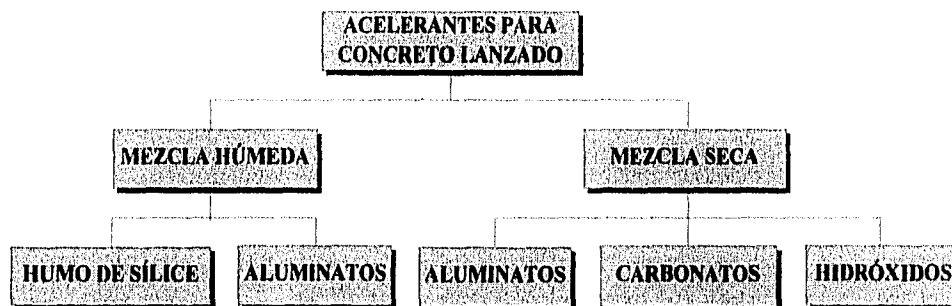 ACELERANTES PARA
CONCRETO LANZADO
MEZCLA HÚMEDA
MEZCLA SECA
HUMO DE SÍLICE
ALUMINATOS
ALUMINATOS
CARBONATOS
HIDRÓXIDOS